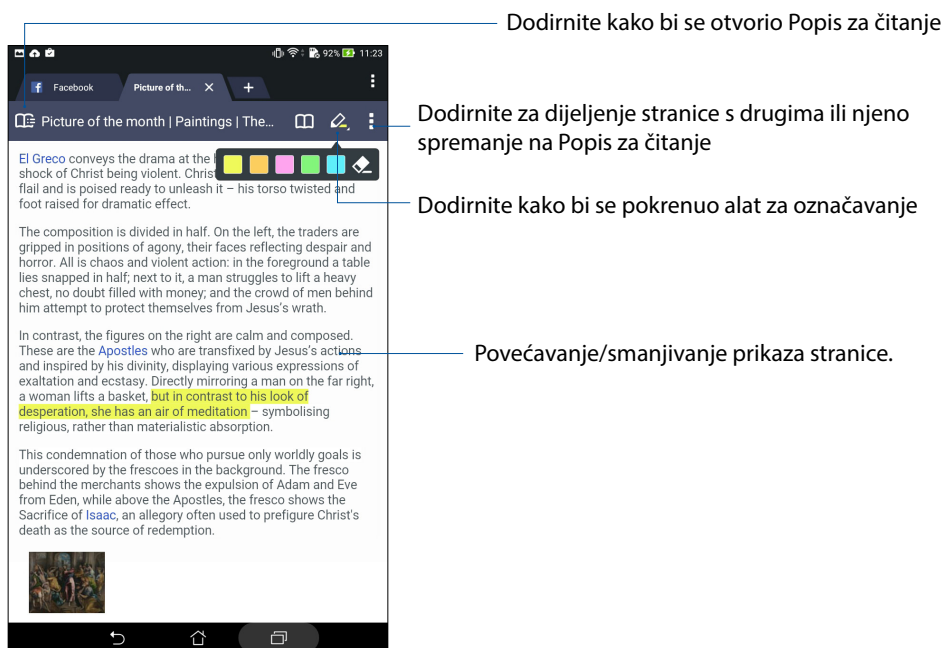 Dodirnite kako bi se otvorio Popis za čitanje
92% 11:23
Facebook
Picture of th...
Picture of the month | Paintings | The...
Dodirnite za dijeljenje stranice s drugima ili njeno
spremanje na Popis za čitanje
Dodirnite kako bi se pokrenuo alat za označavanje
El Greco conveys the drama at the
shock of Christ being violent. Christ
flail and is poised ready to unleash it – his torso twisted and
foot raised for dramatic effect.
The composition is divided in half. On the left, the traders are
gripped in positions of agony, their faces reflecting despair and
horror. All is chaos and violent action: in the foreground a table
lies snapped in half; next to it, a man struggles to lift a heavy
chest, no doubt filled with money; and the crowd of men behind
him attempt to protect themselves from Jesus's wrath.
In contrast, the figures on the right are calm and composed.
These are the Apostles who are transfixed by Jesus's actions
and inspired by his divinity, displaying various expressions of
exaltation and ecstasy. Directly mirroring a man on the far right,
a woman lifts a basket, but in contrast to his look of
desperation, she has an air of meditation – symbolising
religious, rather than materialistic absorption.
Povećavanje/smanjivanje prikaza stranice.
This condemnation of those who pursue only worldly goals is
underscored by the frescoes in the background. The fresco
behind the merchants shows the expulsion of Adam and Eve
from Eden, while above the Apostles, the fresco shows the
Sacrifice of Isaac, an allegory often used to prefigure Christ's
death as the source of redemption.